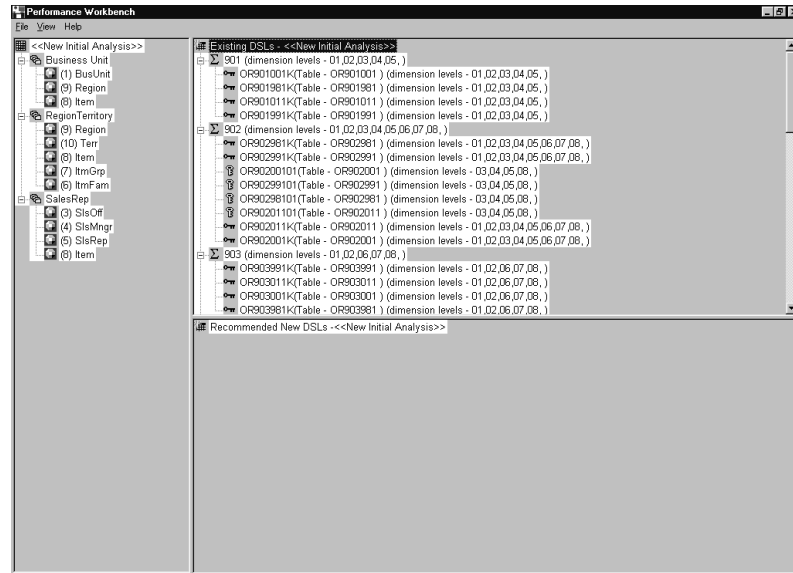 Performance Workbench
File View Help
<<New Initial Analysis>>
Business Unit
(1) BusUnit
(9) Region
(8) Item
RegionTerritory
(9) Region
(10) Terr
(8) Item
(7) ItmGrp
(6) ItmFam
SalesRep
(3) SlsOff
(4) SlsMngr
(5) SlsRep
(8) Item
Existing DSLs - <<New Initial Analysis>>
901 (dimension levels - 01,02,03,04,05, )
OR901001K(Table - OR901001 ) (dimension levels - 01,02,03,04,05, )
OR901981K(Table - OR901981 ) (dimension levels - 01,02,03,04,05, )
OR901011K(Table - OR901011 ) (dimension levels - 01,02,03,04,05, )
OR901991K(Table - OR901991 ) (dimension levels - 01,02,03,04,05, )
902 (dimension levels - 01,02,03,04,05,06,07,08, )
OR902981K(Table - OR902981 ) (dimension levels - 01,02,03,04,05,06,07,08, )
OR902991K(Table - OR902991 ) (dimension levels - 01,02,03,04,05,06,07,08, )
OR90200101(Table - OR902001 ) (dimension levels - 03,04,05,08, )
OR90299101(Table - OR902991 ) (dimension levels - 03,04,05,08, )
OR90298101(Table - OR902981 ) (dimension levels - 03,04,05,08, )
OR90201101(Table - OR902011 ) (dimension levels - 03,04,05,08, )
OR902011K(Table - OR902011 ) (dimension levels - 01,02,03,04,05,06,07,08, )
OR902001K(Table - OR902001 ) (dimension levels - 01,02,03,04,05,06,07,08, )
903 (dimension levels - 01,02,06,07,08, )
OR903991K(Table - OR903991 ) (dimension levels - 01,02,06,07,08, )
OR903011K(Table - OR903011 ) (dimension levels - 01,02,06,07,08, )
OR903001K(Table - OR903001 ) (dimension levels - 01,02,06,07,08, )
OR903981K(Table - OR903981 ) (dimension levels - 01,02,06,07,08, )
Recommended New DSLs -<<New Initial Analysis>>